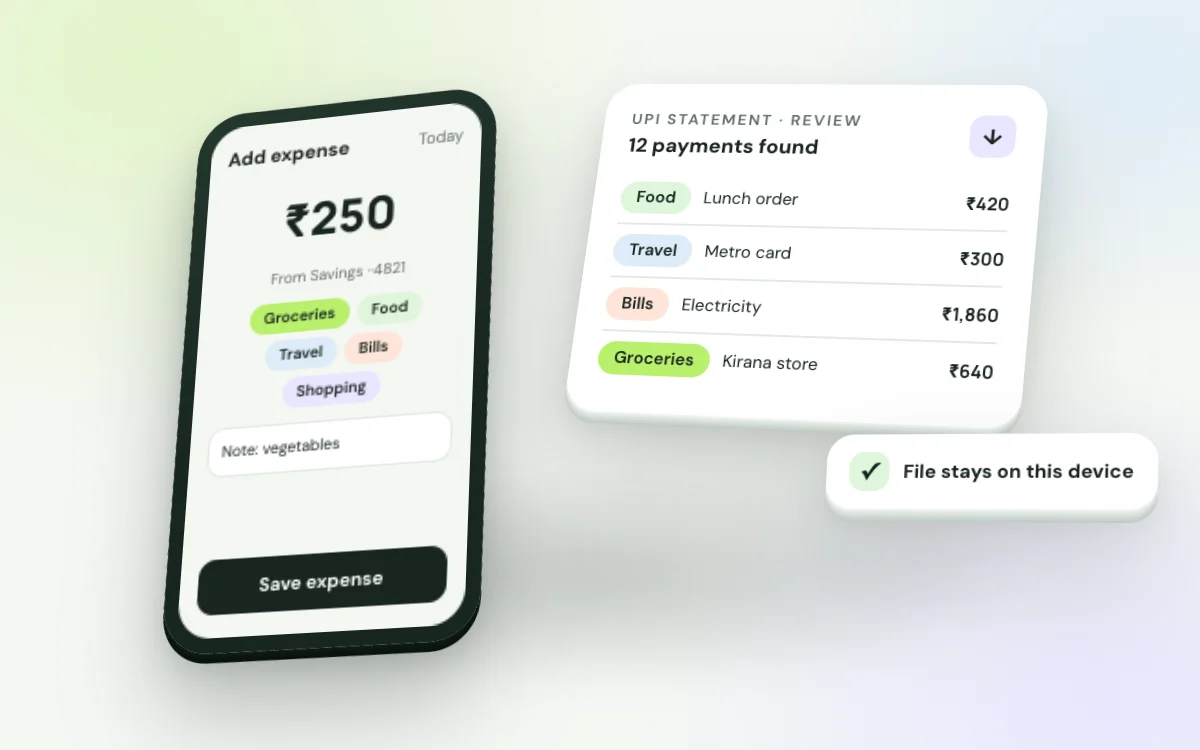 Add expense
Today
₹250
From Savings ··4821
Groceries
Food
Travel
Bills
Shopping
Note: vegetables
Save expense
UPI STATEMENT · REVIEW
12 payments found
Food Lunch order ₹420
Travel Metro card ₹300
Bills Electricity ₹1,860
Groceries Kirana store ₹640
File stays on this device